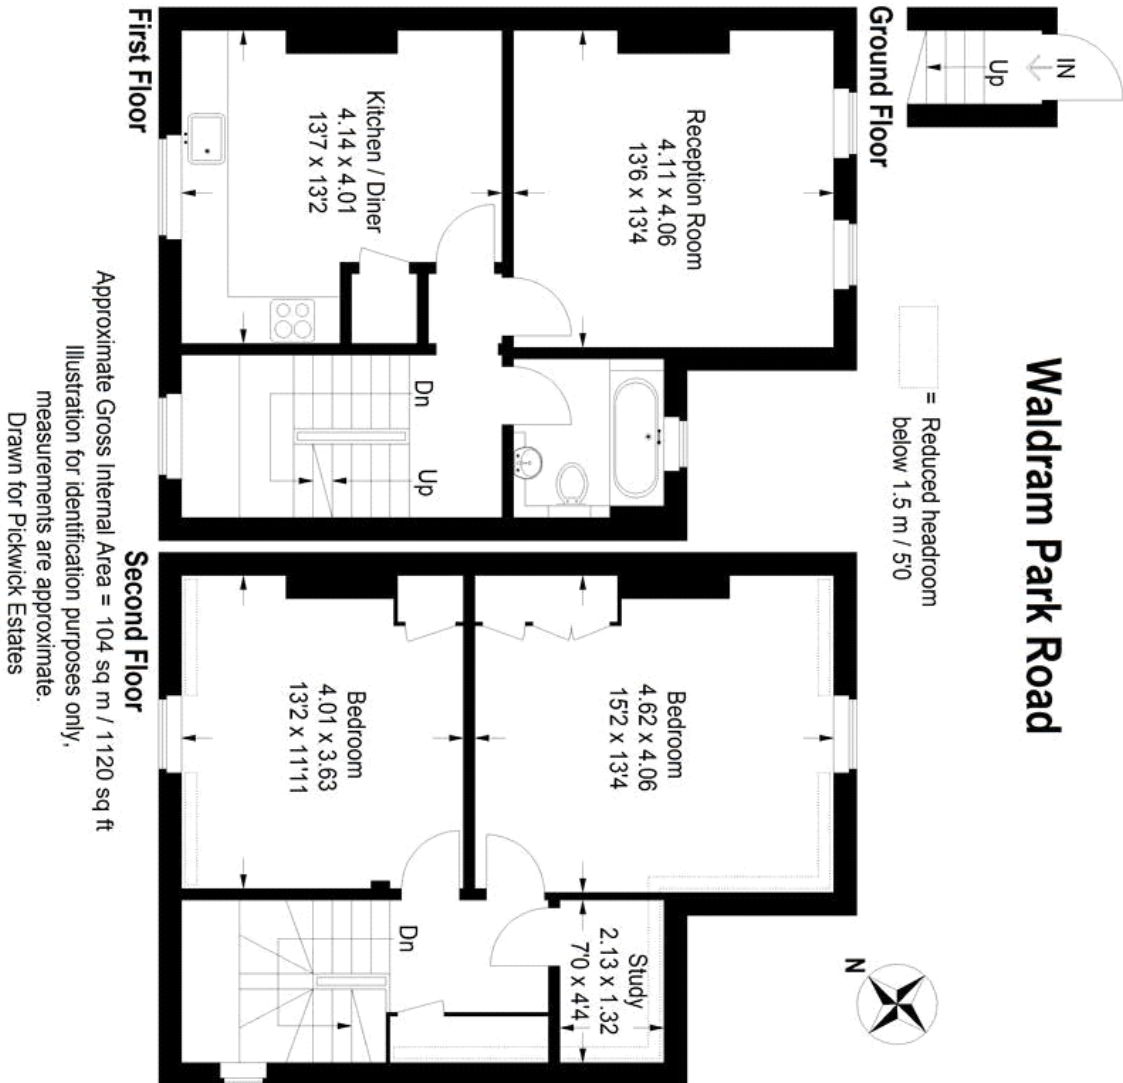 Waldram Park Road
= Reduced headroom
below 1.5 m / 5'0
N
IN
Up
Ground Floor
Reception Room
4.11 x 4.06
13'6 x 13'4
Kitchen / Diner
4.14 x 4.01
13'7 x 13'2
Dn
Up
First Floor
Bedroom
4.62 x 4.06
15'2 x 13'4
Study
2.13 x 1.32
7'0 x 4'4
Bedroom
4.01 x 3.63
13'2 x 11'11
Dn
Second Floor
Approximate Gross Internal Area = 104 sq m / 1120 sq ft
Illustration for identification purposes only,
measurements are approximate.
Drawn for Pickwick Estates